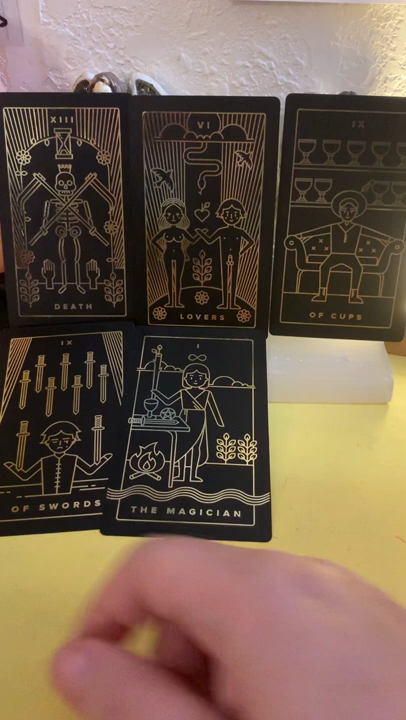 XIII
DEATH
VI
LOVERS
IX
OF CUPS
IX
OF SWORDS
I
THE MAGICIAN